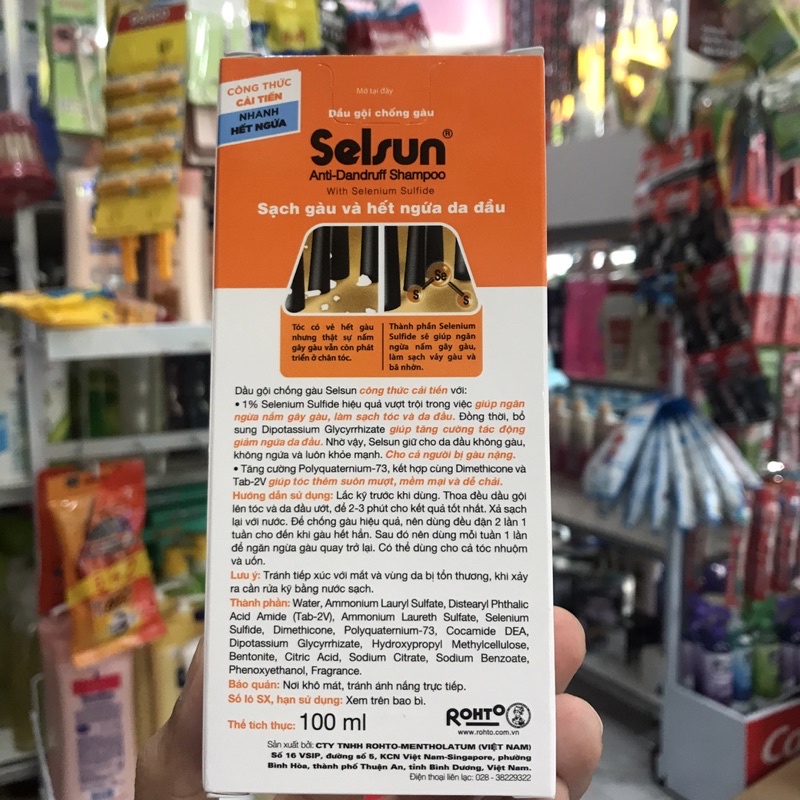 CÔNG THỨC
CẢI TIẾN
NHANH
HẾT NGỨA
Mở tại đây
Dầu gội chống gàu
Selsun®
Anti-Dandruff Shampoo
With Selenium Sulfide
Sạch gàu và hết ngứa da đầu
Se
S S
Tóc có vẻ hết gàu
nhưng thật sự nấm
gây gàu vẫn còn phát
triển ở chân tóc.
Thành phần Selenium
Sulfide sẽ giúp ngăn
ngừa nấm gây gàu,
làm sạch vảy gàu và
bã nhờn.
Dầu gội chống gàu Selsun công thức cải tiến với:
• 1% Selenium Sulfide hiệu quả vượt trội trong việc giúp ngăn
ngừa nấm gây gàu, làm sạch tóc và da đầu. Đồng thời, bổ
sung Dipotassium Glycyrrhizate giúp tăng cường tác động
giảm ngứa da đầu. Nhờ vậy, Selsun giữ cho da đầu không gàu,
không ngứa và luôn khỏe mạnh. Cho cả người bị gàu nặng.
• Tăng cường Polyquaternium-73, kết hợp cùng Dimethicone và
Tab-2V giúp tóc thêm suôn mượt, mềm mại và dễ chải.
Hướng dẫn sử dụng: Lắc kỹ trước khi dùng. Thoa đều dầu gội
lên tóc và da đầu ướt, để 2-3 phút cho kết quả tốt nhất. Xả sạch
lại với nước. Để chống gàu hiệu quả, nên dùng đều đặn 2 lần 1
tuần cho đến khi gàu hết hẳn. Sau đó nên dùng mỗi tuần 1 lần
để ngăn ngừa gàu quay trở lại. Có thể dùng cho cả tóc nhuộm
và uốn.
Lưu ý: Tránh tiếp xúc với mắt và vùng da bị tổn thương, khi xảy
ra cần rửa kỹ bằng nước sạch.
Thành phần: Water, Ammonium Lauryl Sulfate, Distearyl Phthalic
Acid Amide (Tab-2V), Ammonium Laureth Sulfate, Selenium
Sulfide, Dimethicone, Polyquaternium-73, Cocamide DEA,
Dipotassium Glycyrrhizate, Hydroxypropyl Methylcellulose,
Bentonite, Citric Acid, Sodium Citrate, Sodium Benzoate,
Phenoxyethanol, Fragrance.
Bảo quản: Nơi khô mát, tránh ánh nắng trực tiếp.
Số lô SX, hạn sử dụng: Xem trên bao bì.
Thể tích thực: 100 ml
ROHTO
www.rohto.com.vn
Sản xuất bởi: CTY TNHH ROHTO-MENTHOLATUM (VIỆT NAM)
Số 16 VSIP, đường số 5, KCN Việt Nam-Singapore, phường
Bình Hòa, thành phố Thuận An, tỉnh Bình Dương, Việt Nam.
Điện thoại liên lạc: 028 - 38229322